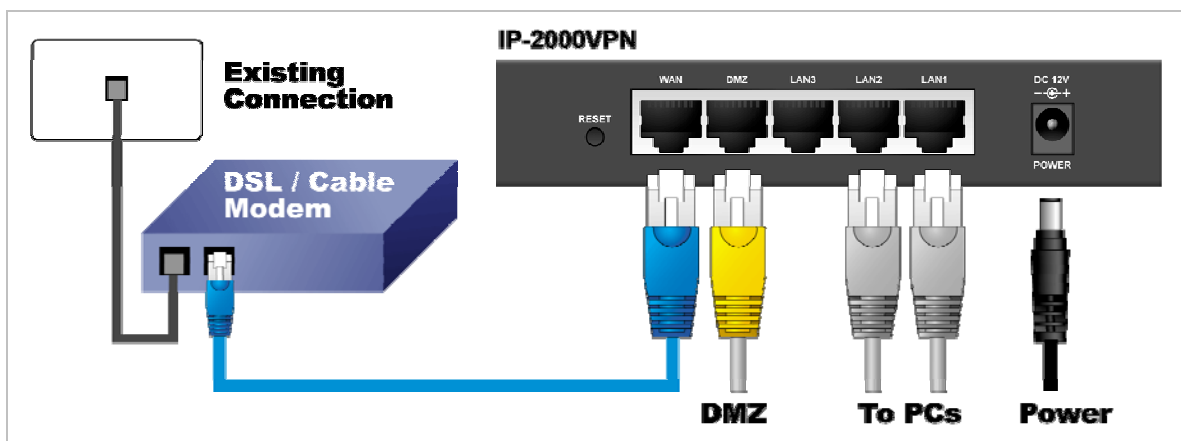 IP-2000VPN
Existing
Connection
WAN DMZ LAN3 LAN2 LAN1 DC 12V
- +
RESET
POWER
DSL / Cable
Modem
DMZ To PCs Power